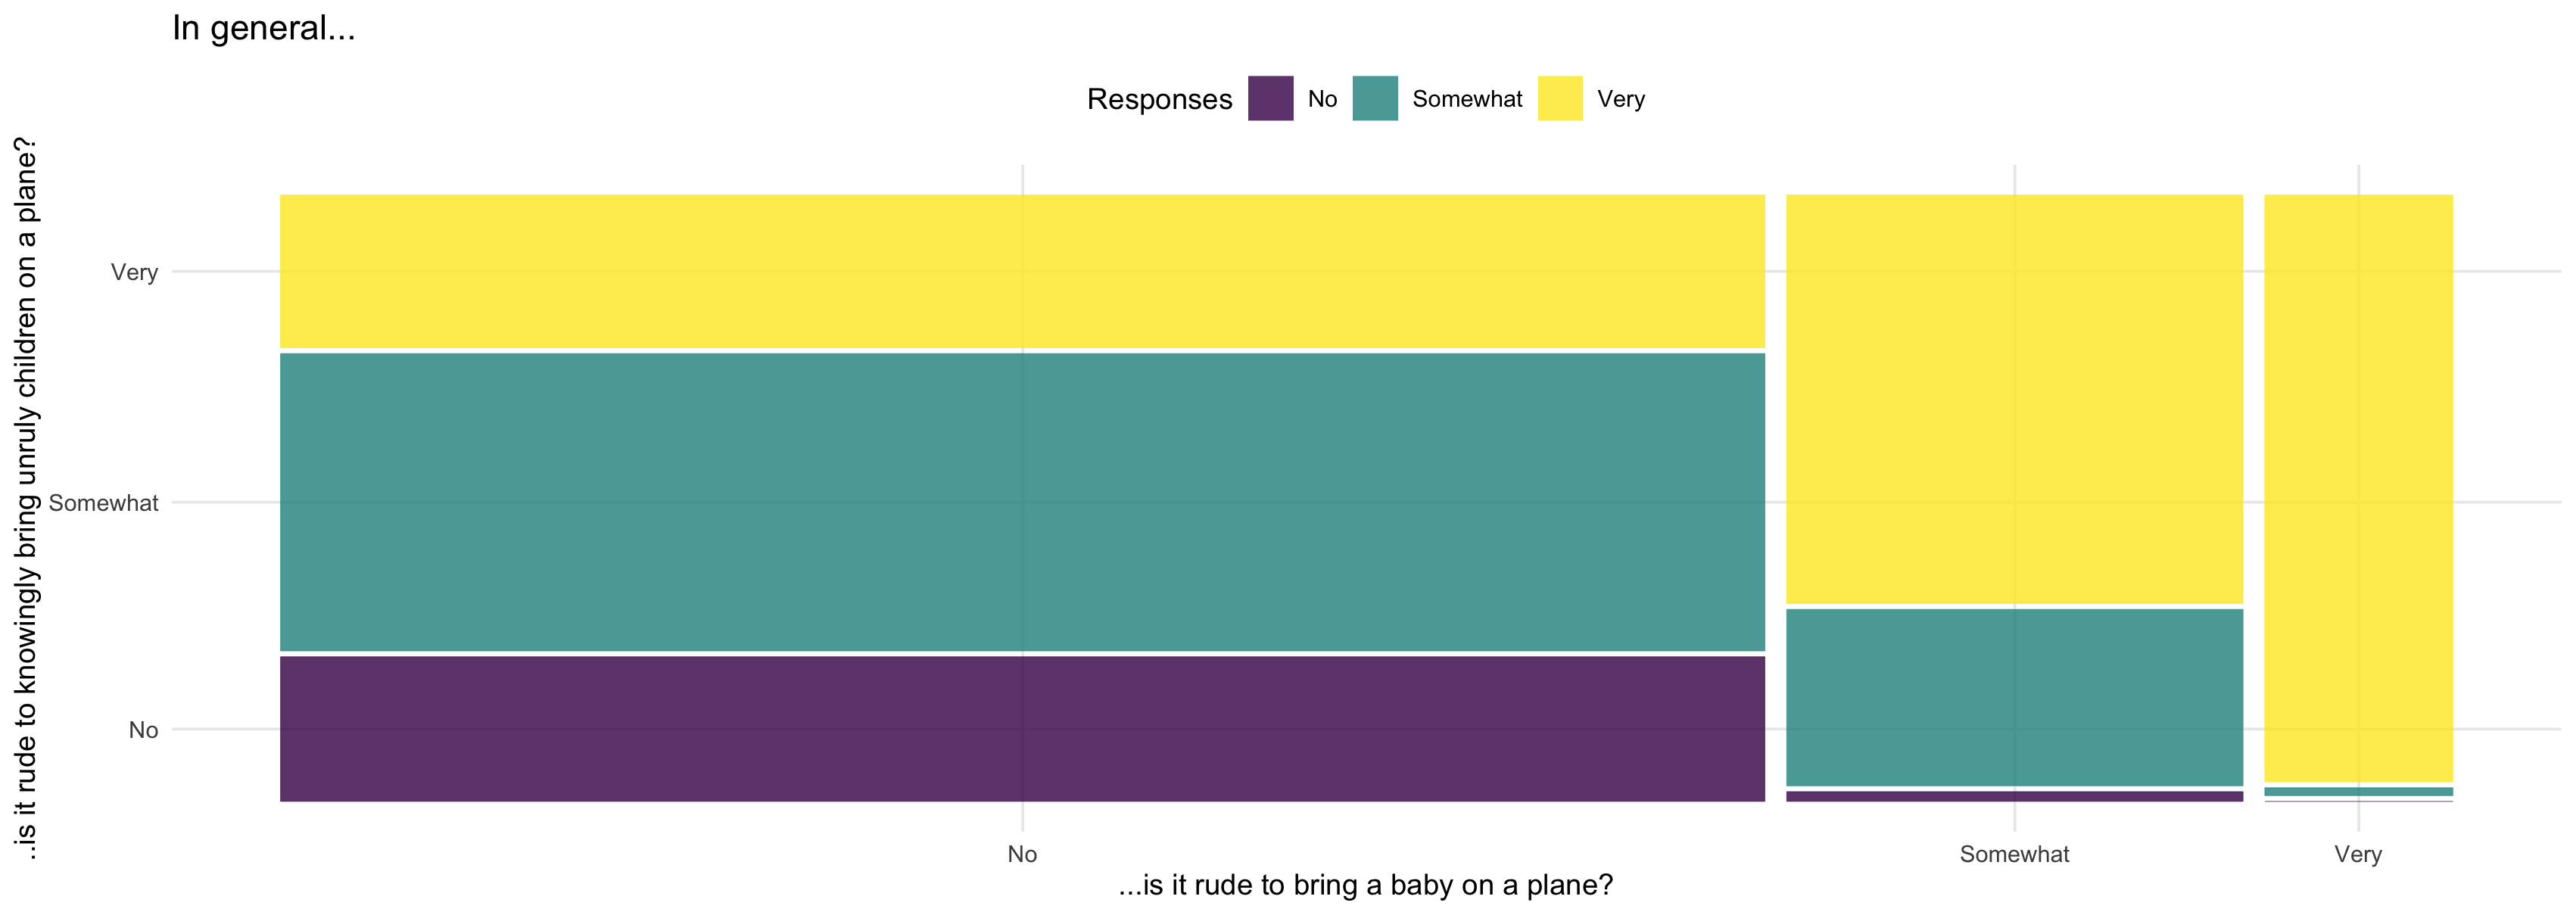 In general...
Responses No Somewhat Very
..is it rude to knowingly bring unruly children on a plane?
Very
Somewhat
No
No Somewhat Very
...is it rude to bring a baby on a plane?